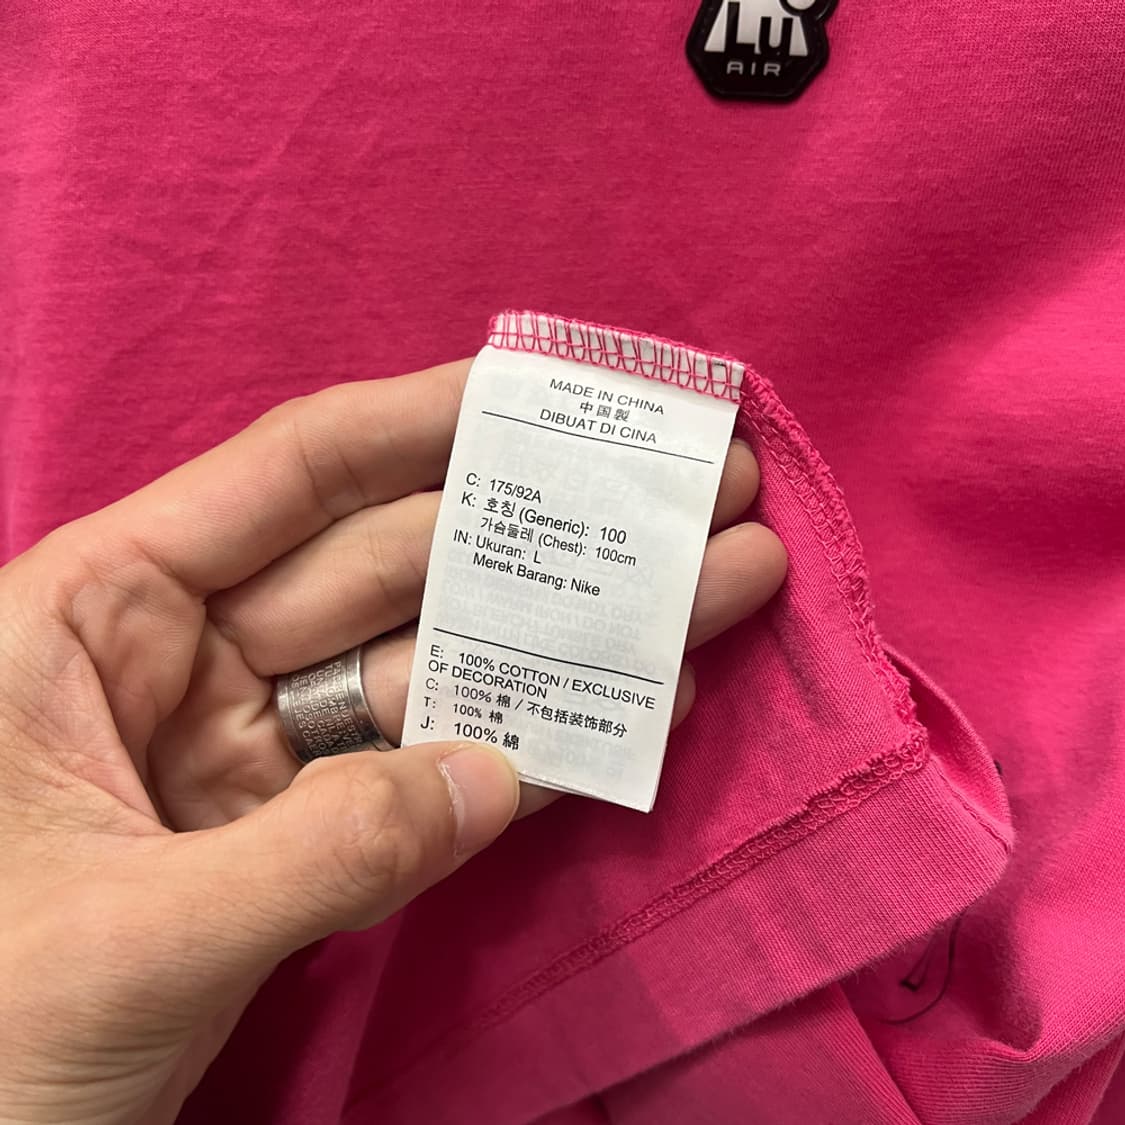 LU
AIR
MADE IN CHINA
中国製
DIBUAT DI CINA
C: 175/92A
K: 호칭 (Generic): 100
가슴둘레 (Chest): 100cm
IN: Ukuran: L
Merek Barang: Nike
E: 100% COTTON / EXCLUSIVE
OF DECORATION
C: 100% 棉 / 不包括装饰部分
T: 100% 棉
J: 100% 綿